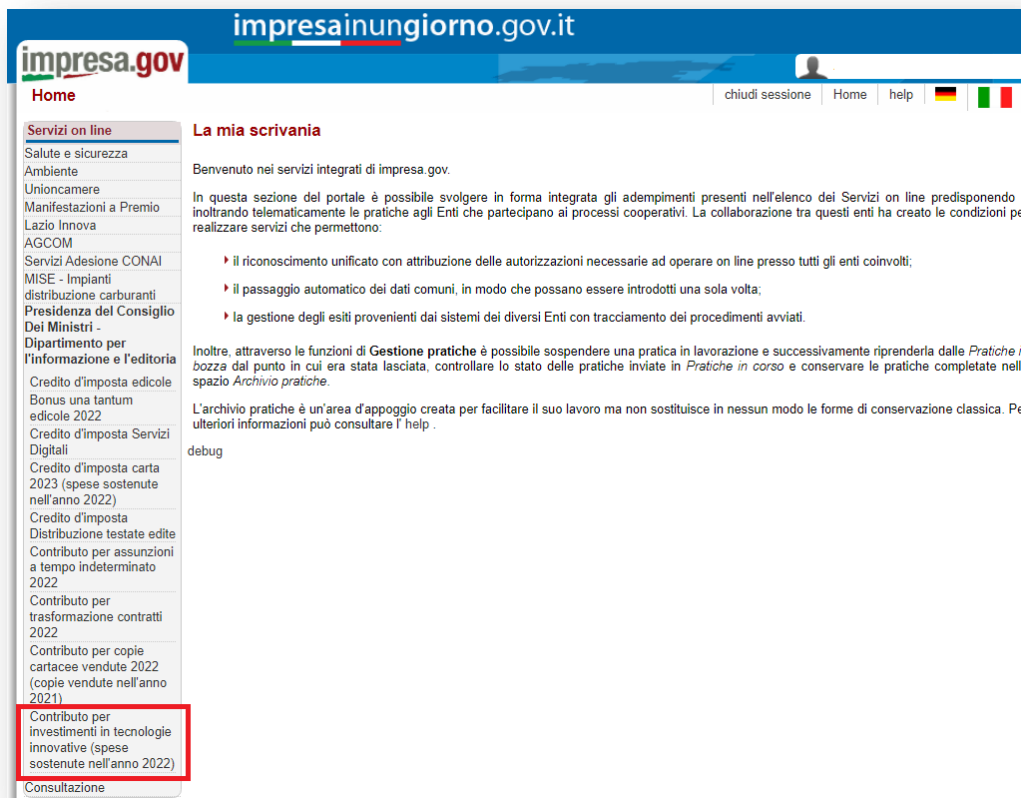 impresainungiorno.gov.it
impresa.gov
Home
chiudi sessione Home help
Servizi on line
Salute e sicurezza
Ambiente
Unioncamere
Manifestazioni a Premio
Lazio Innova
AGCOM
Servizi Adesione CONAI
MISE - Impianti
distribuzione carburanti
Presidenza del Consiglio
Dei Ministri -
Dipartimento per
l'informazione e l'editoria
Credito d'imposta edicole
Bonus una tantum
edicole 2022
Credito d'imposta Servizi
Digitali
Credito d'imposta carta
2023 (spese sostenute
nell'anno 2022)
Credito d'imposta
Distribuzione testate edite
Contributo per assunzioni
a tempo indeterminato
2022
Contributo per
trasformazione contratti
2022
Contributo per copie
cartacee vendute 2022
(copie vendute nell'anno
2021)
Contributo per
investimenti in tecnologie
innovative (spese
sostenute nell'anno 2022)
Consultazione
La mia scrivania
Benvenuto nei servizi integrati di impresa.gov.
In questa sezione del portale è possibile svolgere in forma integrata gli adempimenti presenti nell'elenco dei Servizi on line predisponendo
inoltrando telematicamente le pratiche agli Enti che partecipano ai processi cooperativi. La collaborazione tra questi enti ha creato le condizioni pe
realizzare servizi che permettono:
il riconoscimento unificato con attribuzione delle autorizzazioni necessarie ad operare on line presso tutti gli enti coinvolti;
il passaggio automatico dei dati comuni, in modo che possano essere introdotti una sola volta;
la gestione degli esiti provenienti dai sistemi dei diversi Enti con tracciamento dei procedimenti avviati.
Inoltre, attraverso le funzioni di Gestione pratiche è possibile sospendere una pratica in lavorazione e successivamente riprenderla dalle Pratiche
bozza dal punto in cui era stata lasciata, controllare lo stato delle pratiche inviate in Pratiche in corso e conservare le pratiche completate nell
spazio Archivio pratiche.
L'archivio pratiche è un'area d'appoggio creata per facilitare il suo lavoro ma non sostituisce in nessun modo le forme di conservazione classica. Pe
ulteriori informazioni può consultare l' help .
debug